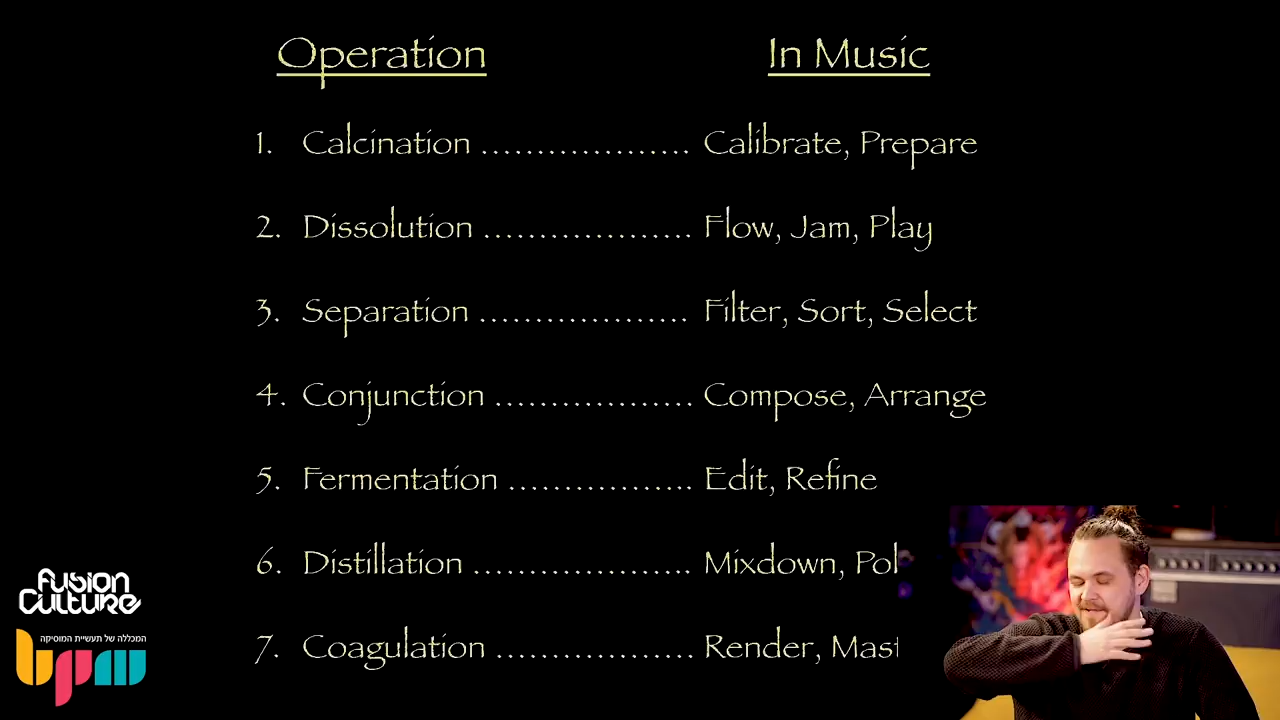 Operation In Music
1. Calcination ................... Calibrate, Prepare
2. Dissolution ................... Flow, Jam, Play
3. Separation ................... Filter, Sort, Select
4. Conjunction .................. Compose, Arrange
5. Fermentation ................. Edit, Refine
6. Distillation .................... Mixdown,
7. Coagulation .................. Render,
Fusion
Culture
המכללה של תעשיית המוסיקה
bpm